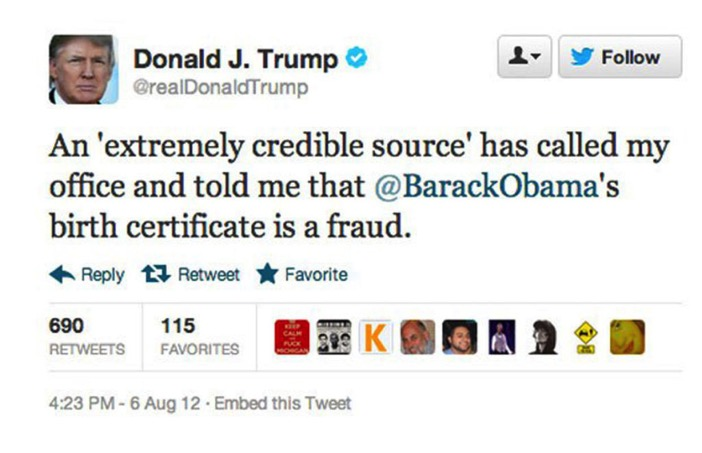 Donald J. Trump
@realDonaldTrump
Follow
An 'extremely credible source' has called my
office and told me that @BarackObama's
birth certificate is a fraud.
Reply Retweet Favorite
690 115
RETWEETS FAVORITES
KEEP
CALM
MICHIGAN
K
4:23 PM - 6 Aug 12 · Embed this Tweet